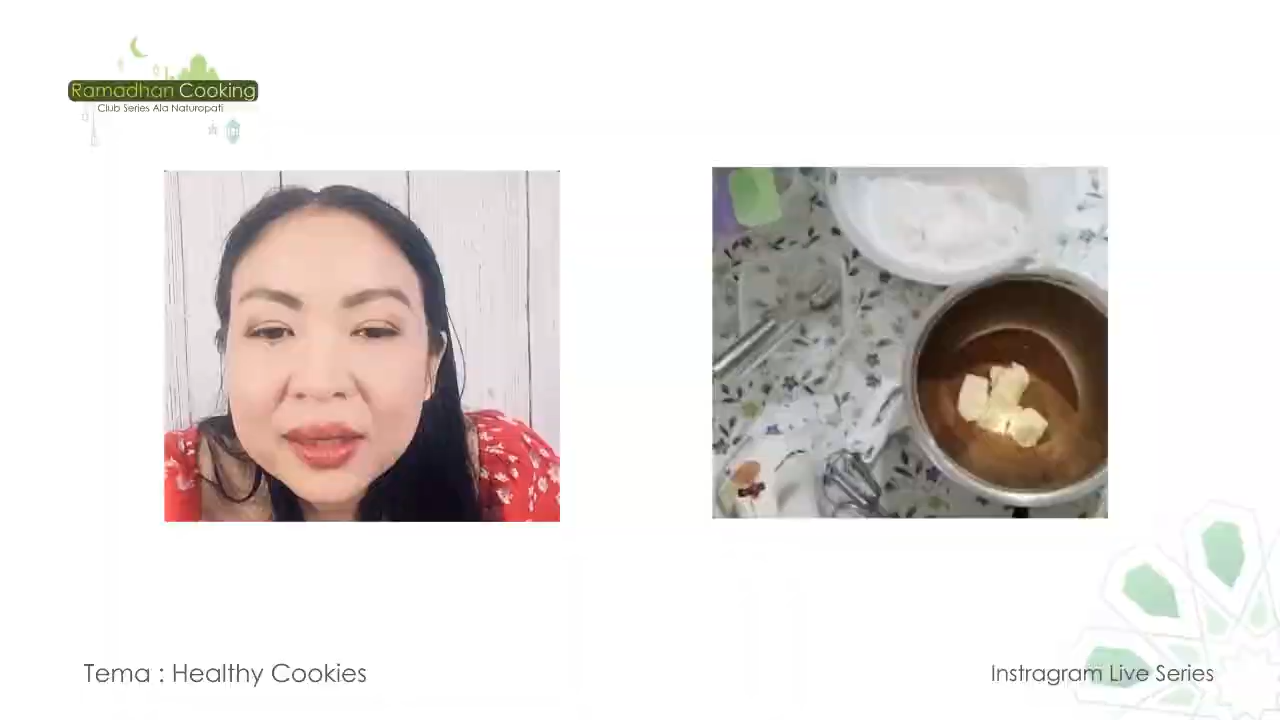 Ramadhan Cooking
Club Series Ala Naturopati
Tema : Healthy Cookies
Instragram Live Series